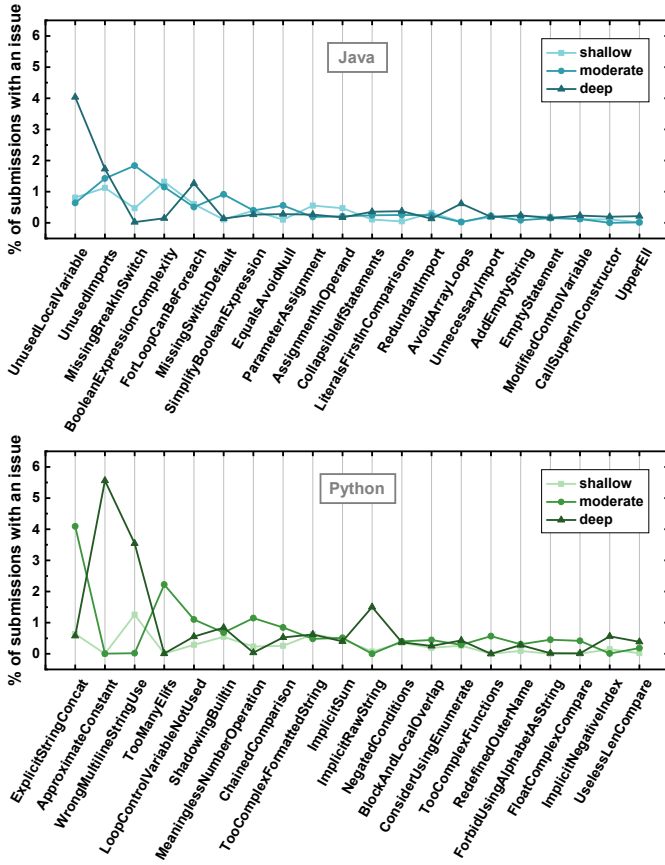 % of submissions with an issue
6
5
4
3
2
1
0
Java
shallow
moderate
deep
UnusedLocalVariable
UnusedImports
MissingBreakInSwitch
BooleanExpressionComplexity
ForLoopCanBeForeach
MissingSwitchDefault
SimplifyBooleanExpression
EqualsAvoidNull
ParameterAssignment
AssignmentInOperand
CollapsibleIfStatements
LiteralsFirstInComparisons
RedundantImport
AvoidArrayLoops
UnnecessaryImport
AddEmptyString
EmptyStatement
ModifiedControlVariable
CallSuperInConstructor
UpperEll
% of submissions with an issue
6
5
4
3
2
1
0
Python
shallow
moderate
deep
ExplicitStringConcat
ApproximateConstant
WrongMultilineStringUse
TooManyElifs
LoopControlVariableNotUsed
ShadowingBuiltin
MeaninglessNumberOperation
ChainedComparison
TooComplexFormattedString
ImplicitSum
ImplicitRawString
NegatedConditions
BlockAndLocalOverlap
ConsiderUsingEnumerate
TooComplexFunctions
RedefinedOuterName
ForbidUsingAlphabetAsString
FloatComplexCompare
ImplicitNegativeIndex
UselessLenCompare